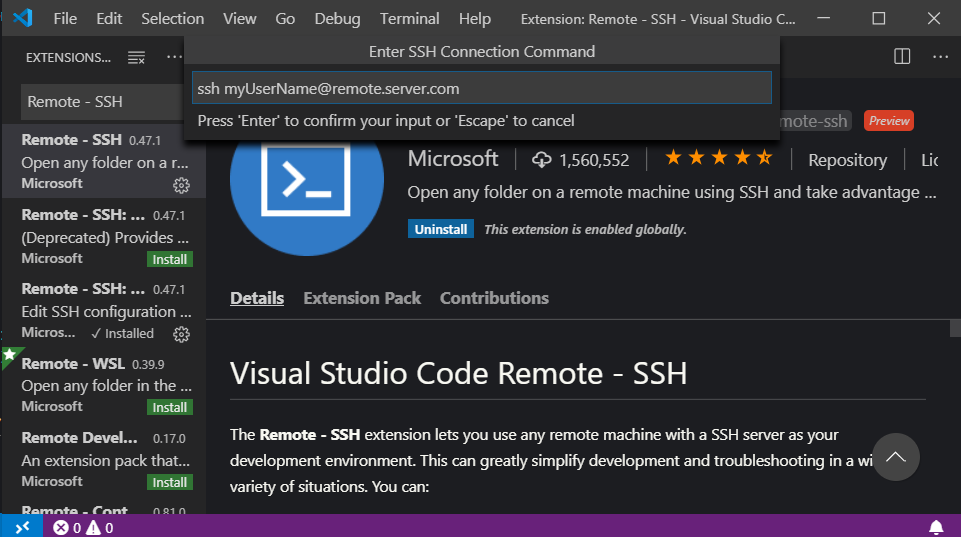 File Edit Selection View Go Debug Terminal Help Extension: Remote - SSH - Visual Studio C...
EXTENSIONS... ...
Enter SSH Connection Command
ssh myUserName@remote.server.com
Press 'Enter' to confirm your input or 'Escape' to cancel
Remote - SSH
Remote - SSH 0.47.1
Open any folder on a r...
Microsoft
Remote - SSH: ... 0.47.1
(Deprecated) Provides ...
Microsoft Install
Remote - SSH: ... 0.47.1
Edit SSH configuration ...
Micros... ✓ Installed
Remote - WSL 0.39.9
Open any folder in the ...
Microsoft Install
Remote Devel... 0.17.0
An extension pack that...
Microsoft Install
Remote - Cont 0.81.0
mote-ssh Preview
Microsoft 1,560,552 Repository Lic
Open any folder on a remote machine using SSH and take advantage ...
Uninstall This extension is enabled globally.
Details Extension Pack Contributions
Visual Studio Code Remote - SSH
The Remote - SSH extension lets you use any remote machine with a SSH server as your
development environment. This can greatly simplify development and troubleshooting in a wi
variety of situations. You can:
0 0